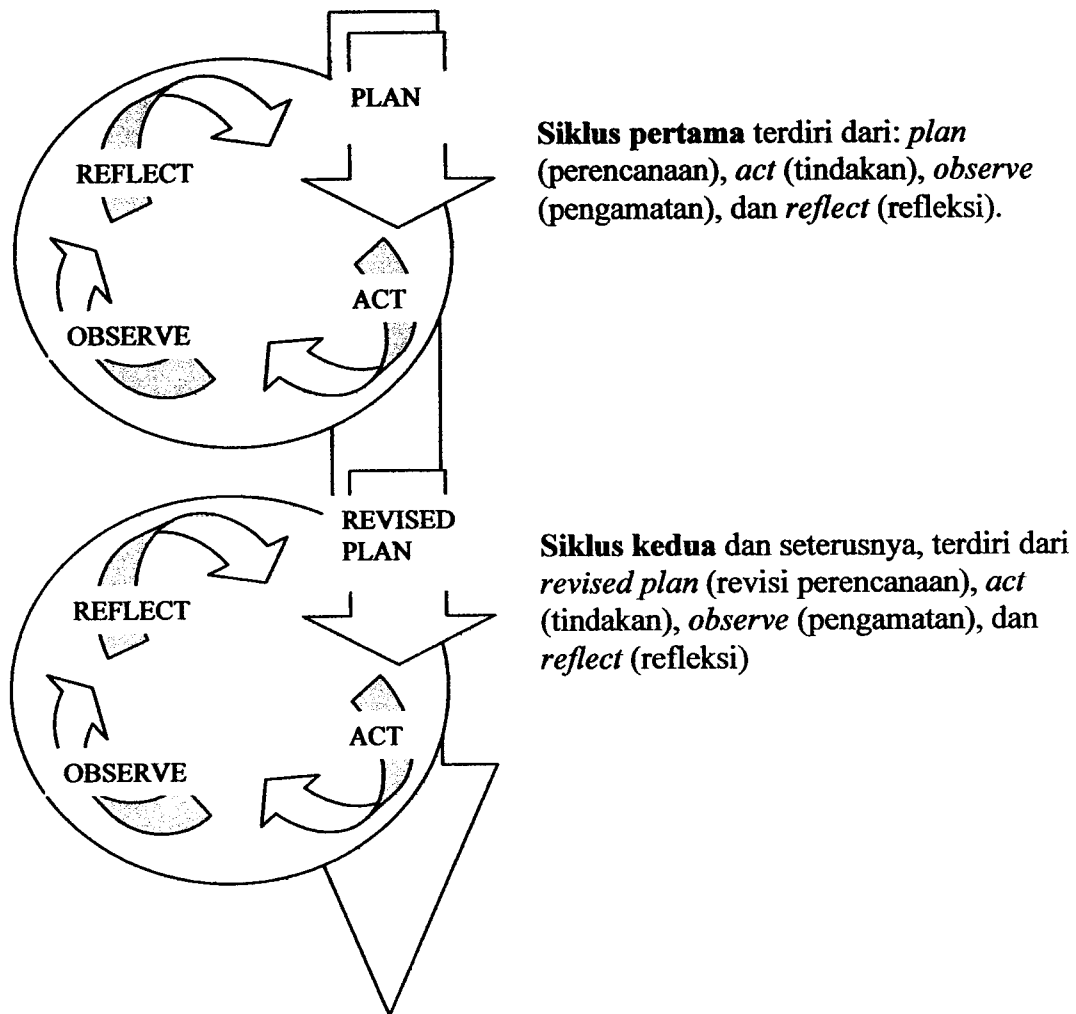 PLAN
REFLECT
ACT
OBSERVE
Siklus pertama terdiri dari: plan
(perencanaan), act (tindakan), observe
(pengamatan), dan reflect (refleksi).
REVISED
PLAN
REFLECT
ACT
OBSERVE
Siklus kedua dan seterusnya, terdiri dari
revised plan (revisi perencanaan), act
(tindakan), observe (pengamatan), dan
reflect (refleksi)